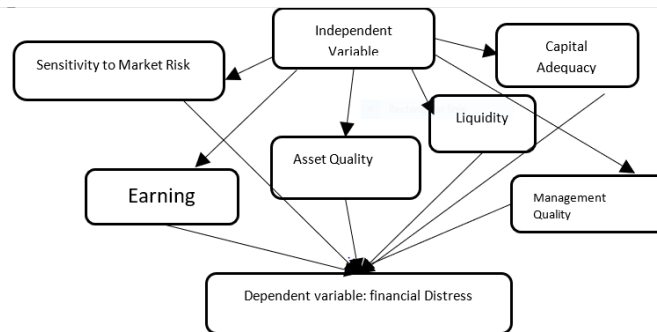 Independent
Variable
Capital
Adequacy
Sensitivity to Market Risk
Liquidity
Asset Quality
Earning
Management
Quality
Dependent variable: financial Distress